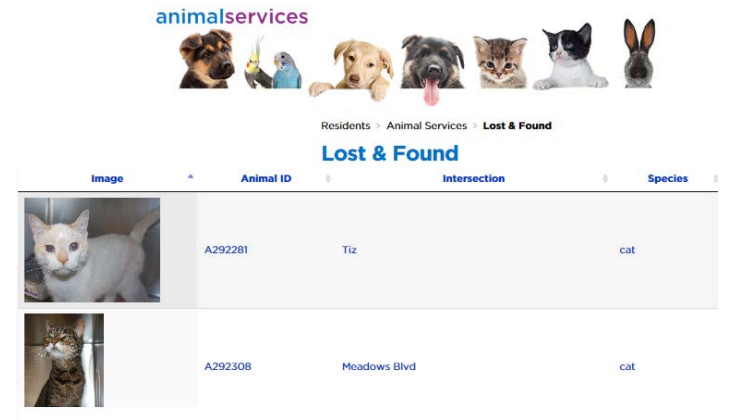 animalservices
Residents > Animal Services > Lost & Found
Lost & Found
Image Animal ID Intersection Species
A292281 Tiz cat
A292308 Meadows Blvd cat